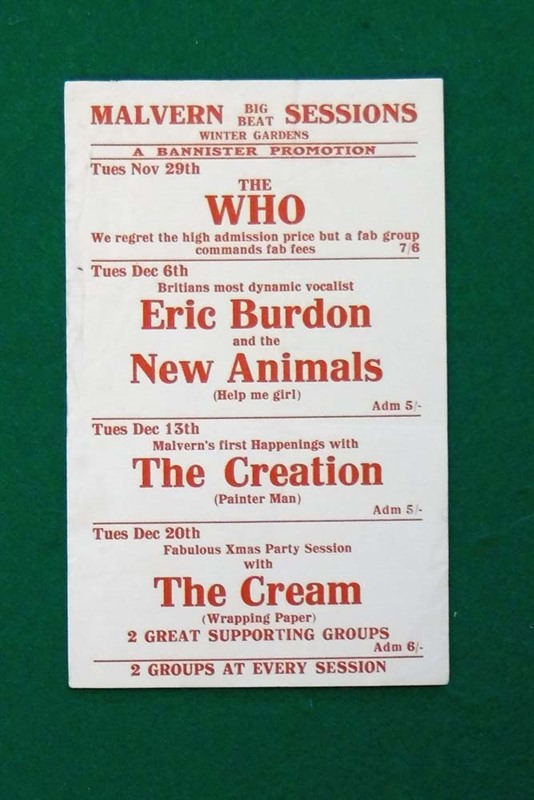 MALVERN BIG BEAT SESSIONS
WINTER GARDENS
A BANNISTER PROMOTION
Tues Nov 29th
THE
WHO
We regret the high admission price but a fab group
commands fab fees 7/6
Tues Dec 6th
Britians most dynamic vocalist
Eric Burdon
and the
New Animals
(Help me girl)
Adm 5/-
Tues Dec 13th
Malvern's first Happenings with
The Creation
(Painter Man)
Adm 5/-
Tues Dec 20th
Fabulous Xmas Party Session
with
The Cream
(Wrapping Paper)
2 GREAT SUPPORTING GROUPS
Adm 6/-
2 GROUPS AT EVERY SESSION